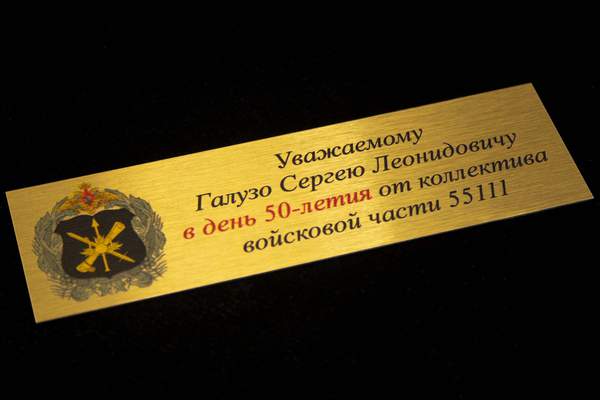 Уважаемому
Галузо Сергею Леонидовичу
в день 50-летия от коллектива
войсковой части 55111